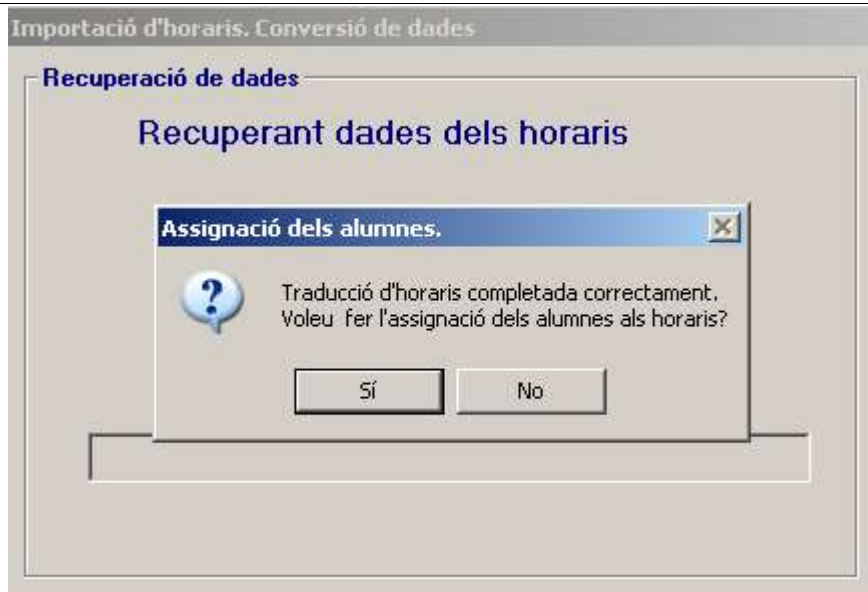 Importació d'horaris. Conversió de dades
Recuperació de dades
Recuperant dades dels horaris
Assignació dels alumnes.
Traducció d'horaris completada correctament.
Voleu fer l'assignació dels alumnes als horaris?
Sí No